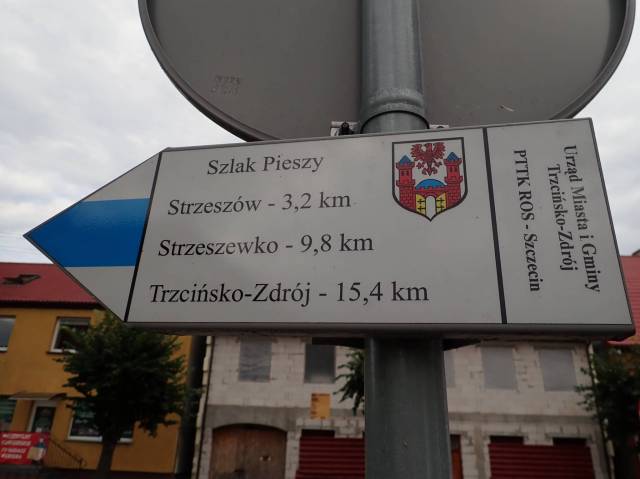 Szlak Pieszy
Strzeszów - 3,2 km
Strzeszewko - 9,8 km
Trzcińsko-Zdrój - 15,4 km
Urząd Miasta i Gminy
Trzcińsko-Zdrój
PTTK ROS - Szczecin